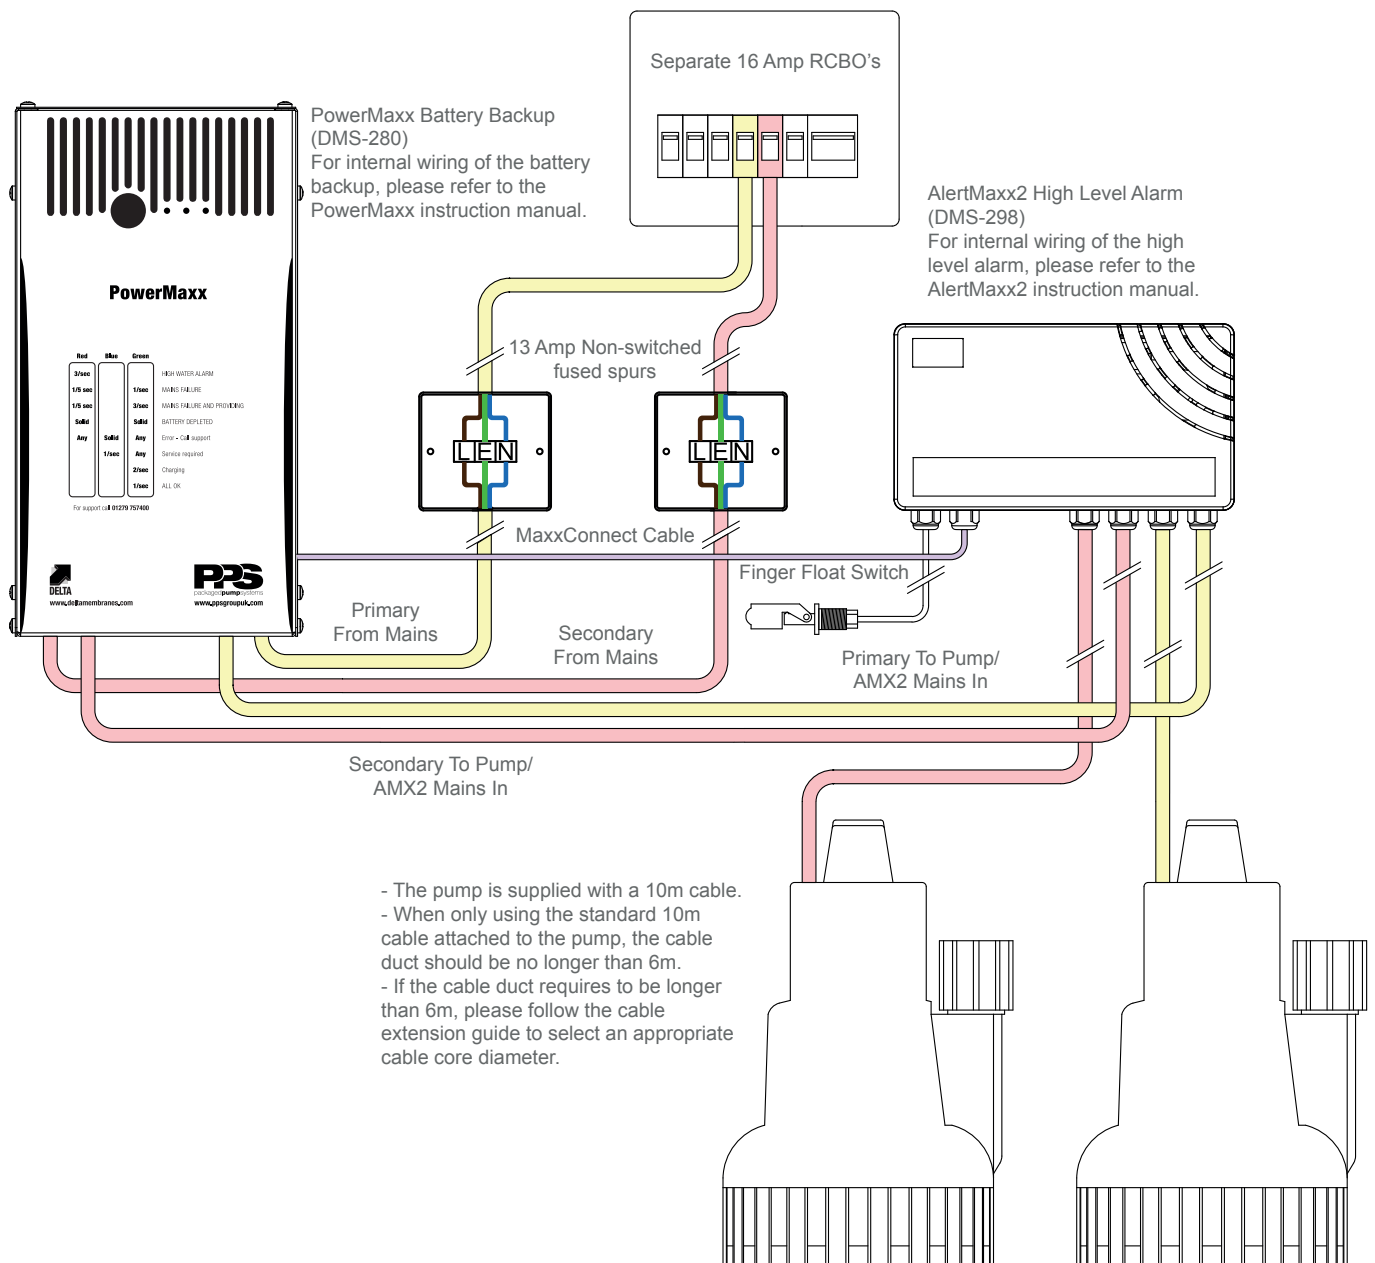 Separate 16 Amp RCBO's
PowerMaxx Battery Backup
(DMS-280)
For internal wiring of the battery
backup, please refer to the
PowerMaxx instruction manual.
AlertMaxx2 High Level Alarm
(DMS-298)
For internal wiring of the high
level alarm, please refer to the
AlertMaxx2 instruction manual.
PowerMaxx
Red Blue Green
3/sec HIGH WATER ALARM
1/5 sec 1/sec MAINS FAILURE
1/5 sec 3/sec MAINS FAILURE AND PROVIDING
Solid Solid BATTERY DEPLETED
Any Solid Any Error - Call support
1/sec Any Service required
2/sec Charging
1/sec ALL OK
For support call 01279 757400
DELTA
www.deltamembranes.com
PPS
packagedpumpsystems
www.ppsgroupuk.com
13 Amp Non-switched
fused spurs
L E N
L E N
MaxxConnect Cable
Finger Float Switch
Primary
From Mains
Secondary
From Mains
Primary To Pump/
AMX2 Mains In
Secondary To Pump/
AMX2 Mains In
- The pump is supplied with a 10m cable.
- When only using the standard 10m
cable attached to the pump, the cable
duct should be no longer than 6m.
- If the cable duct requires to be longer
than 6m, please follow the cable
extension guide to select an appropriate
cable core diameter.